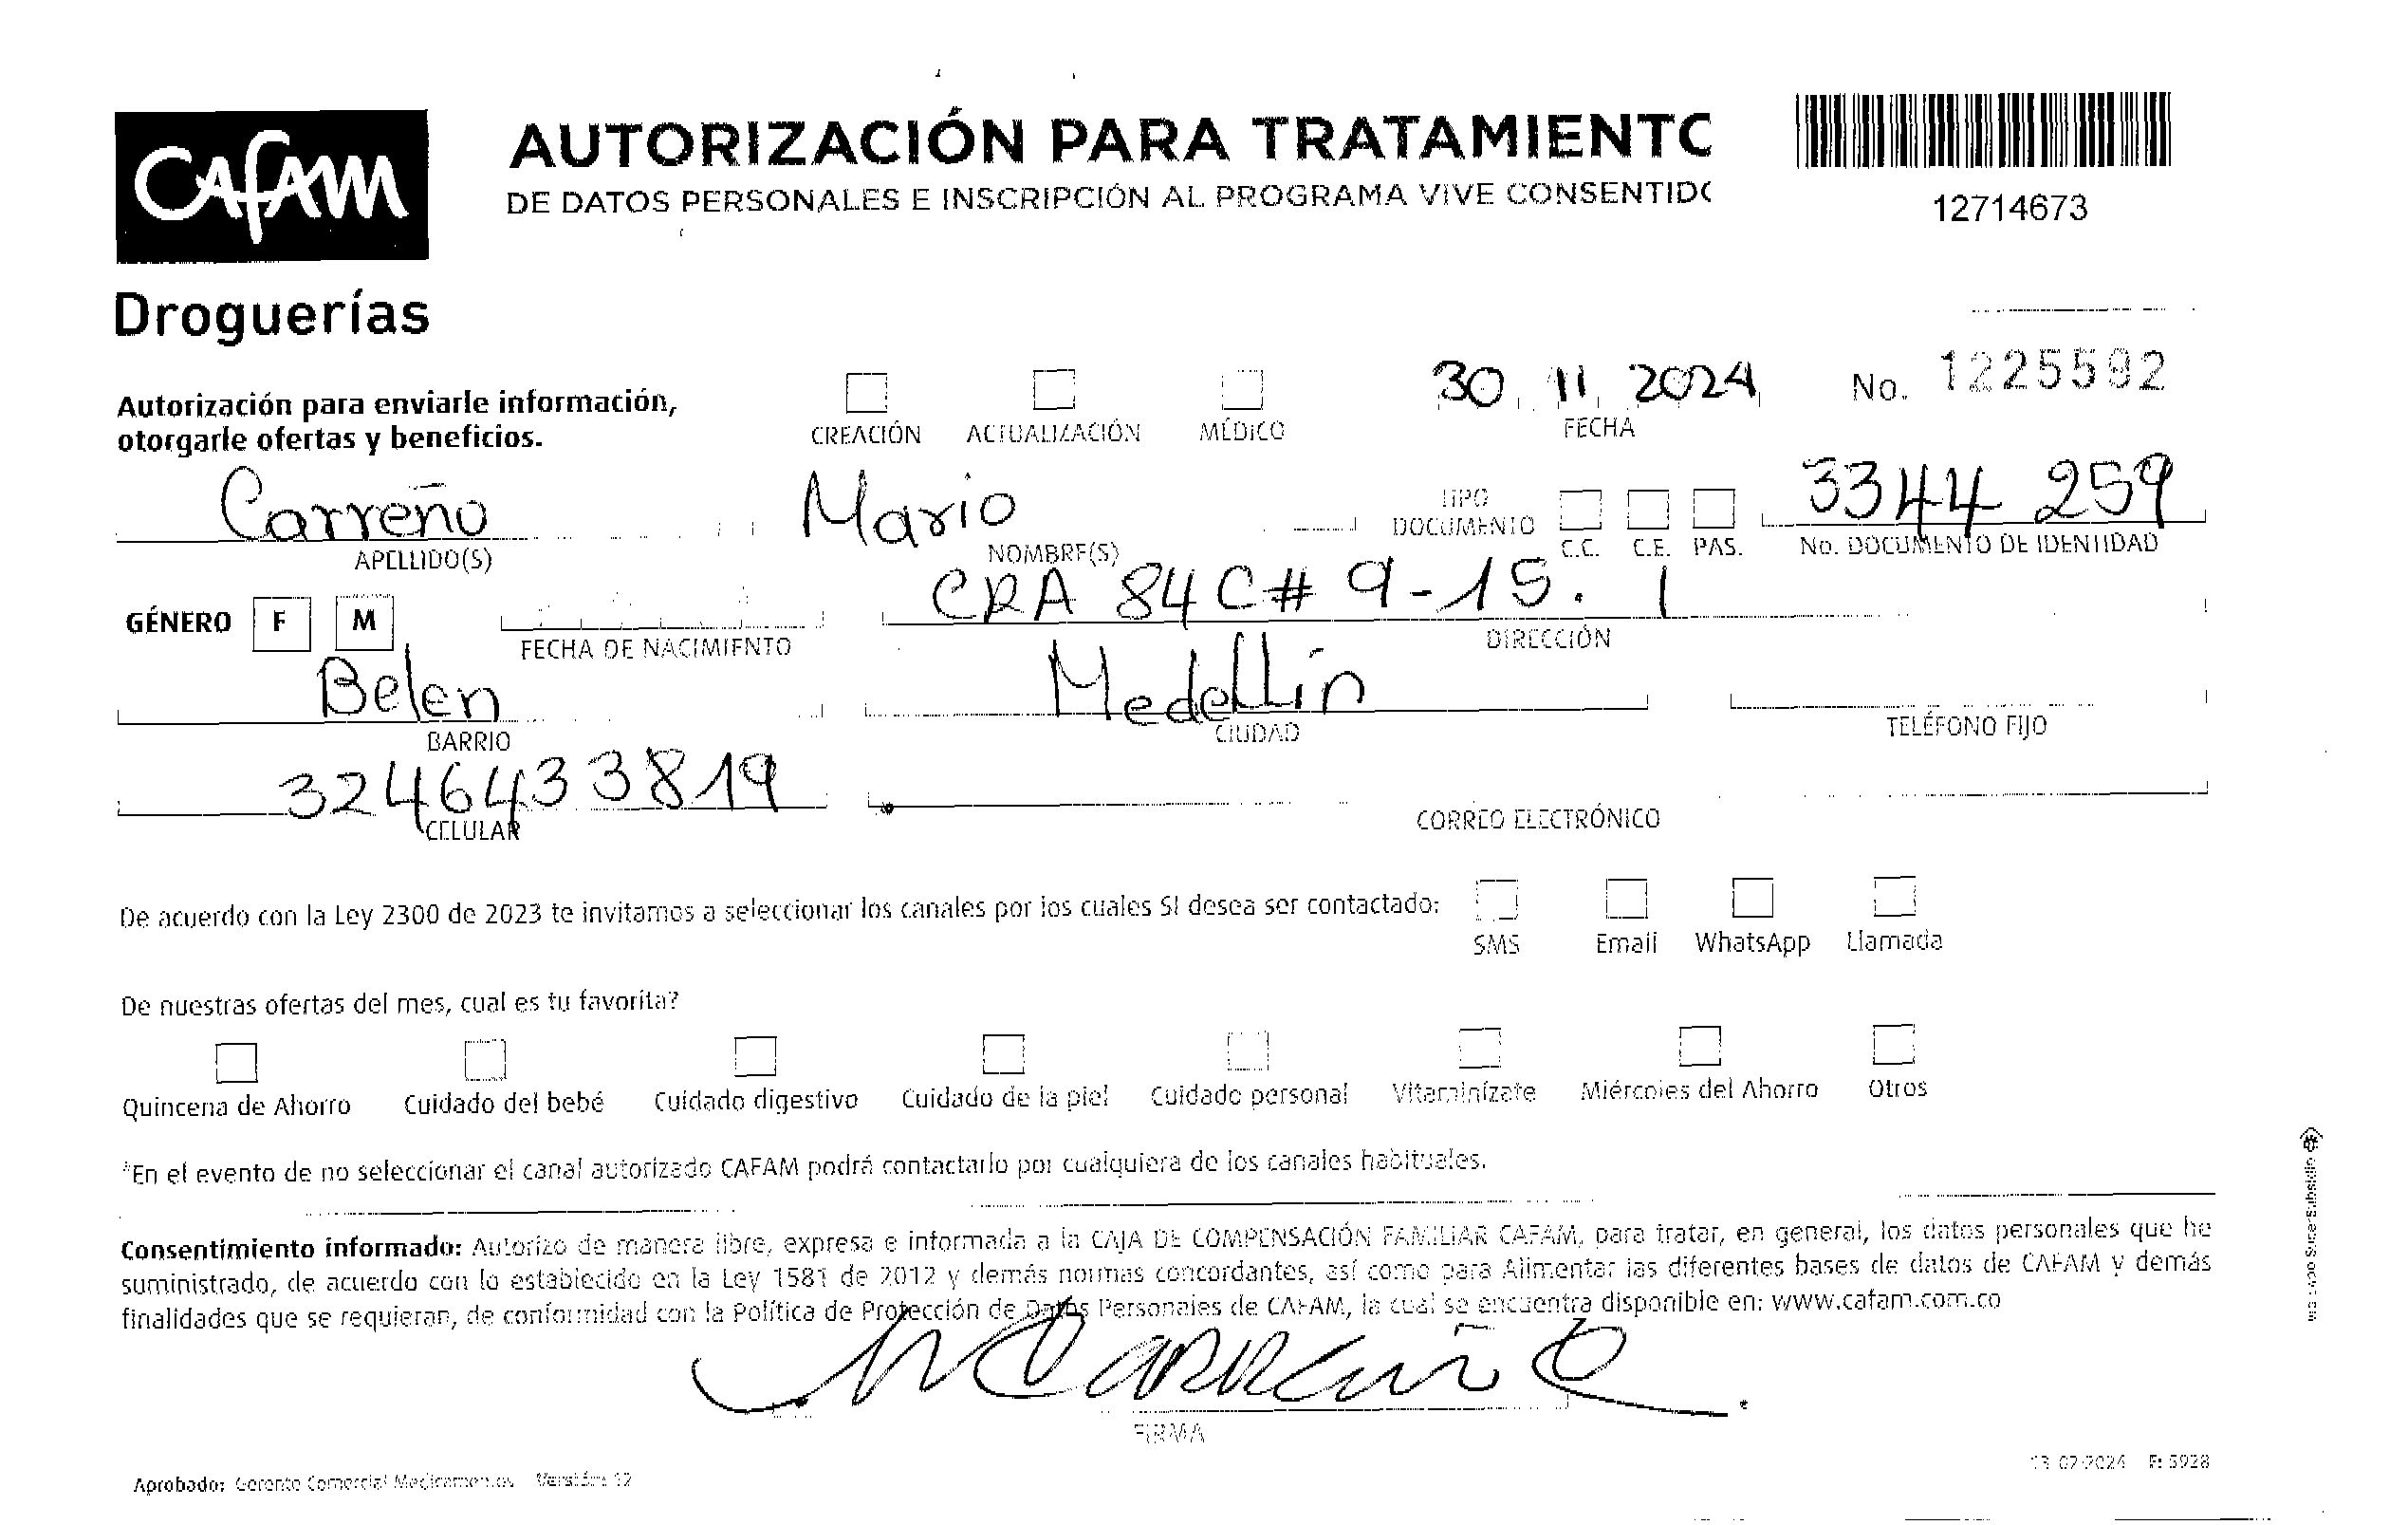 CAFAM
Droguerías
AUTORIZACIÓN PARA TRATAMIENTO
DE DATOS PERSONALES E INSCRIPCIÓN AL PROGRAMA VIVE CONSENTIDO
12714673
Autorización para enviarle información,
otorgarle ofertas y beneficios.
CREACIÓN ACTUALIZACIÓN MÉDICO
30 11 2024
FECHA
No. 1225592
Carreño Mario 3344 259
APELLIDO(S) NOMBRE(S) TIPO DOCUMENTO C.C. C.E. PAS. No. DOCUMENTO DE IDENTIDAD
GÉNERO F M CRA 84C# 9-15. 1
FECHA DE NACIMIENTO DIRECCIÓN
Belen Medellin
BARRIO CIUDAD TELÉFONO FIJO
3246433819
CELULAR CORREO ELECTRÓNICO
De acuerdo con la Ley 2300 de 2023 te invitamos a seleccionar los canales por los cuales SI desea ser contactado:
SMS Email WhatsApp Llamada
De nuestras ofertas del mes, cual es tu favorita?
Quincena de Ahorro Cuidado del bebé Cuidado digestivo Cuidado de la piel Cuidado personal Vitaminízate Miércoles del Ahorro Otros
*En el evento de no seleccionar el canal autorizado CAFAM podrá contactarlo por cualquiera de los canales habituales.
Consentimiento informado: Autorizo de manera libre, expresa e informada a la CAJA DE COMPENSACIÓN FAMILIAR CAFAM, para tratar, en general, los datos personales que he
suministrado, de acuerdo con lo establecido en la Ley 1581 de 2012 y demás normas concordantes, así como para Alimentar las diferentes bases de datos de CAFAM y demás
finalidades que se requieran, de conformidad con la Política de Protección de Datos Personales de CAFAM, la cual se encuentra disponible en: www.cafam.com.co
M Carreño
FIRMA
Aprobado: Gerente Comercial Medicamentos Versión: 12
13-02-2024 F: 5928
SuperSubsidio